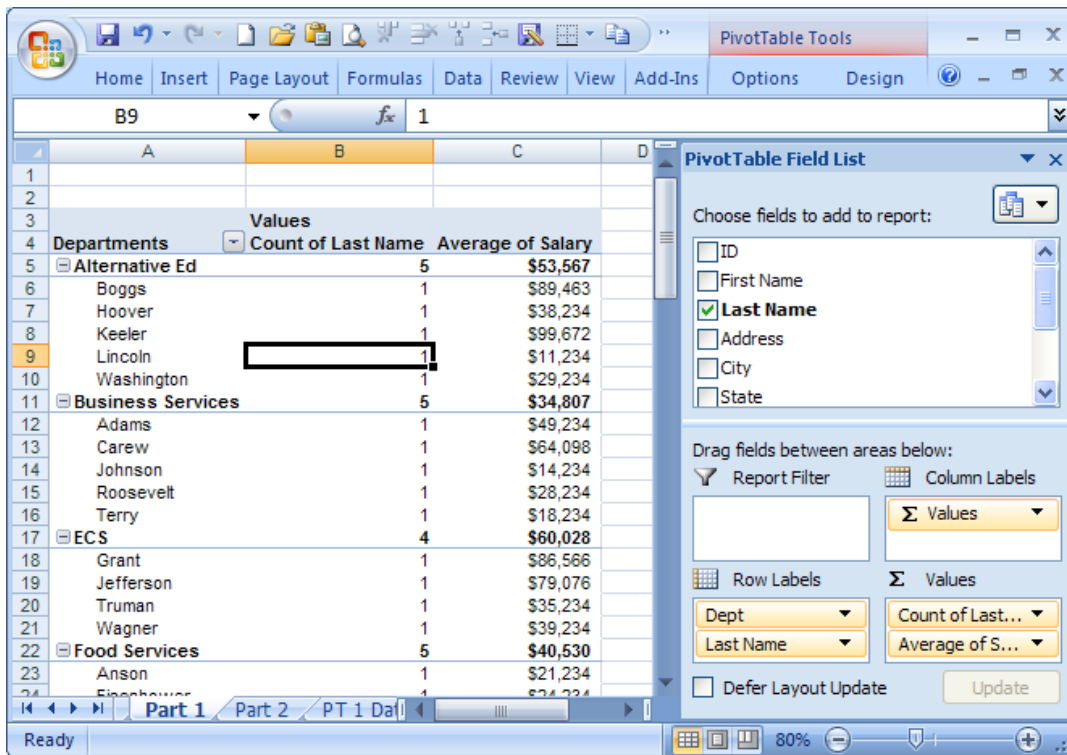 PivotTable Tools
Home Insert Page Layout Formulas Data Review View Add-Ins Options Design
B9 fx 1
A B C D
PivotTable Field List
1
2
3 Values
4 Departments Count of Last Name Average of Salary
5 Alternative Ed 5 $53,567
6 Boggs 1 $89,463
7 Hoover 1 $38,234
8 Keeler 1 $99,672
9 Lincoln 1 $11,234
10 Washington 1 $29,234
11 Business Services 5 $34,807
12 Adams 1 $49,234
13 Carew 1 $64,098
14 Johnson 1 $14,234
15 Roosevelt 1 $28,234
16 Terry 1 $18,234
17 ECS 4 $60,028
18 Grant 1 $86,566
19 Jefferson 1 $79,076
20 Truman 1 $35,234
21 Wagner 1 $39,234
22 Food Services 5 $40,530
23 Anson 1 $21,234
24 Eisenhower 1 $24,234
Choose fields to add to report:
ID
First Name
Last Name
Address
City
State
Drag fields between areas below:
Report Filter Column Labels
Σ Values
Row Labels Σ Values
Dept Count of Last...
Last Name Average of S...
Defer Layout Update Update
Part 1 Part 2 PT 1 Dat
Ready 80%